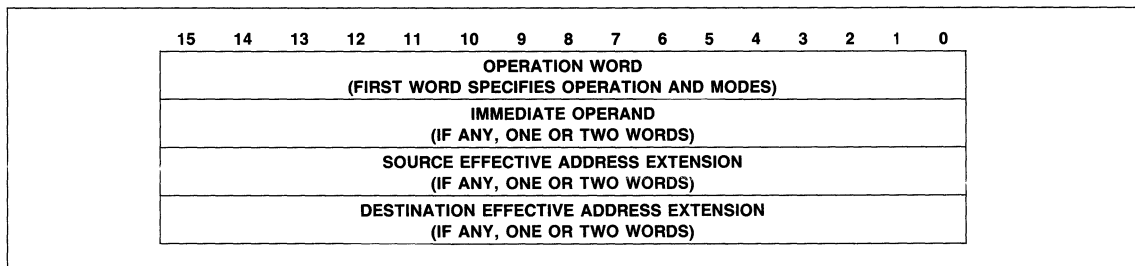 15 14 13 12 11 10 9 8 7 6 5 4 3 2 1 0
OPERATION WORD
(FIRST WORD SPECIFIES OPERATION AND MODES)
IMMEDIATE OPERAND
(IF ANY, ONE OR TWO WORDS)
SOURCE EFFECTIVE ADDRESS EXTENSION
(IF ANY, ONE OR TWO WORDS)
DESTINATION EFFECTIVE ADDRESS EXTENSION
(IF ANY, ONE OR TWO WORDS)